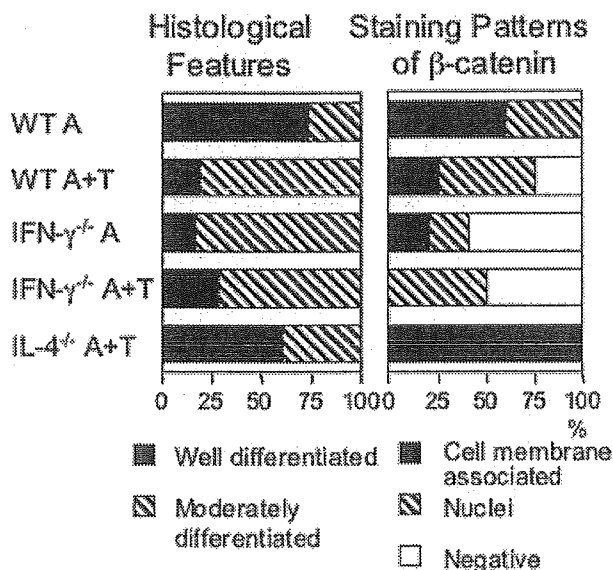 Histological
Features
Staining Patterns
of β-catenin
WT A
WT A+T
IFN-γ-/- A
IFN-γ-/- A+T
IL-4-/- A+T
0 25 50 75 100
0 25 50 75 100
%
Well differentiated
Moderately
differentiated
Cell membrane
associated
Nuclei
Negative